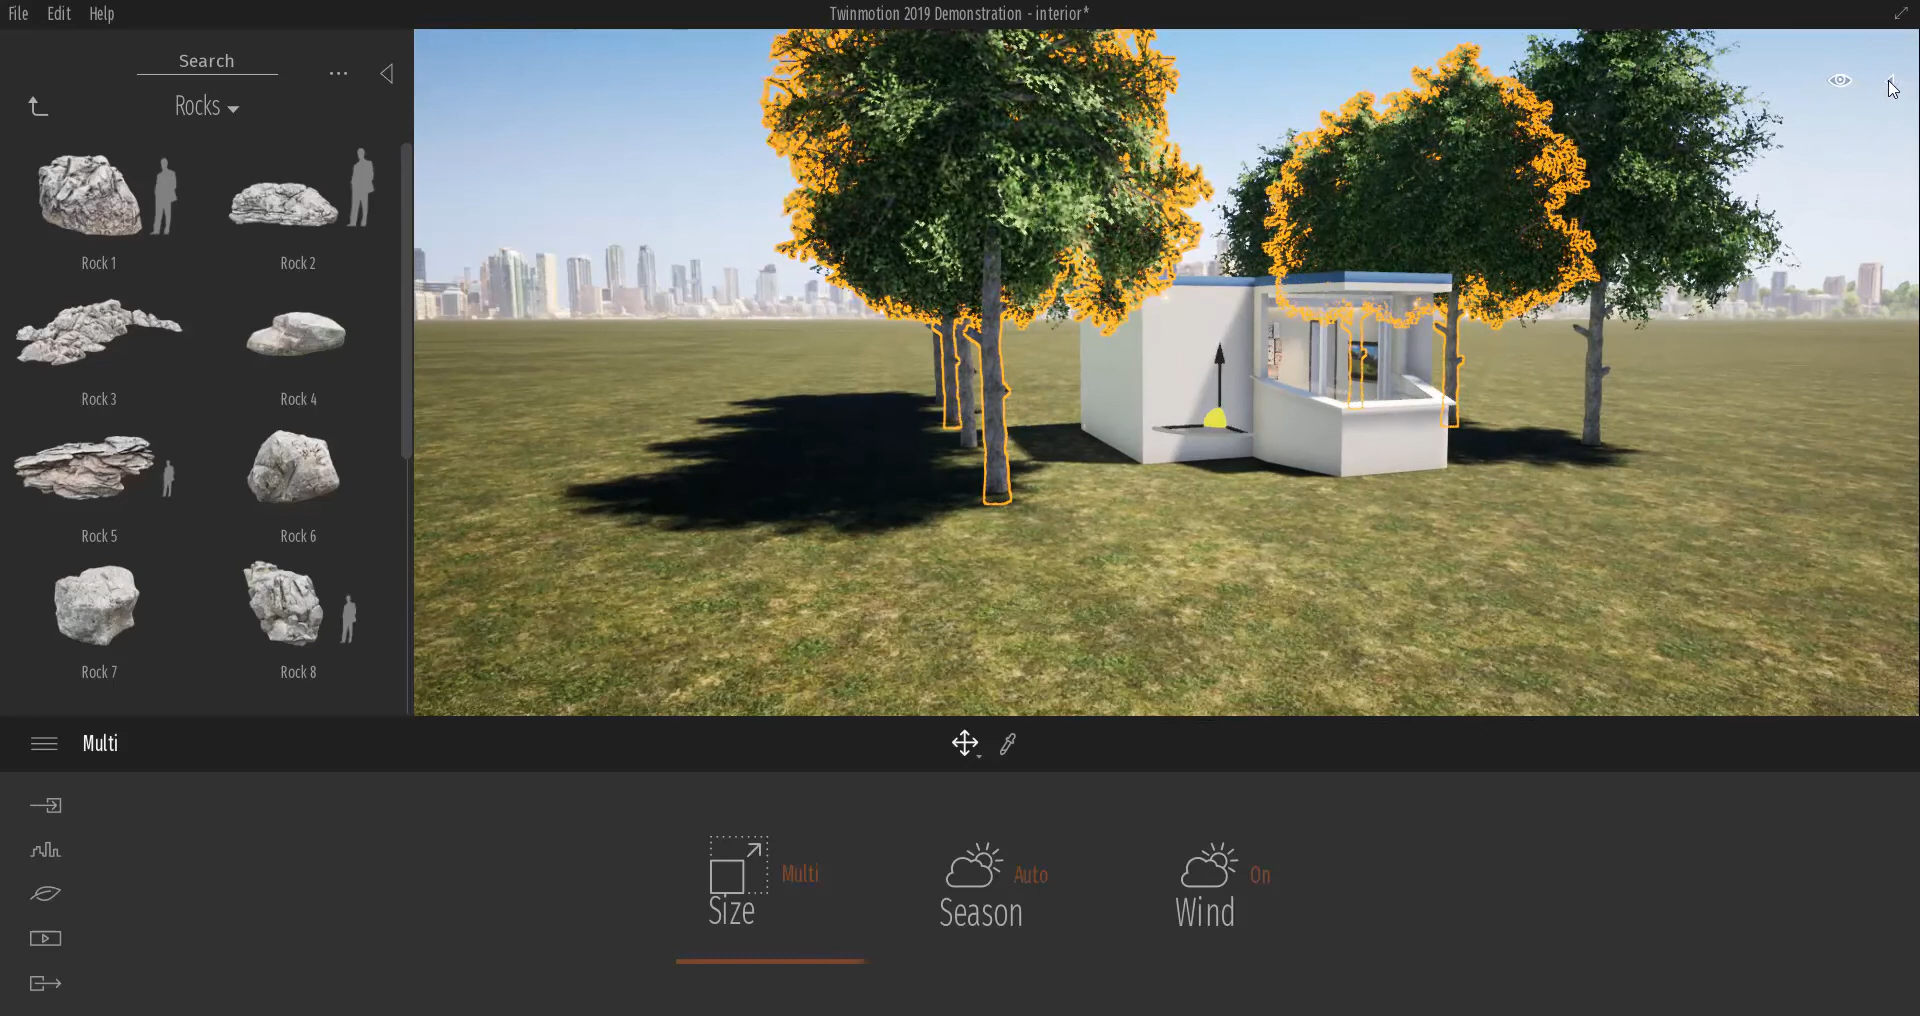 File Edit Help
Twinmotion 2019 Demonstration - interior*
Search
Rocks
Rock 1
Rock 2
Rock 3
Rock 4
Rock 5
Rock 6
Rock 7
Rock 8
Multi
Multi
Size
Auto
Season
On
Wind